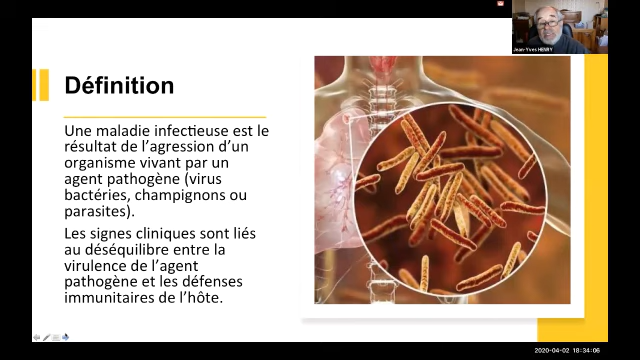 Jean-Yves HENRY
Définition
Une maladie infectieuse est le
résultat de l'agression d'un
organisme vivant par un
agent pathogène (virus
bactéries, champignons ou
parasites).
Les signes cliniques sont liés
au déséquilibre entre la
virulence de l'agent
pathogène et les défenses
immunitaires de l'hôte.
2020-04-02 18:34:06